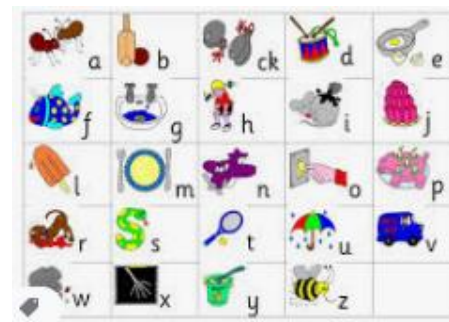 a b ck d e
f g h i j
l m n o p
r s t u v
w x y z